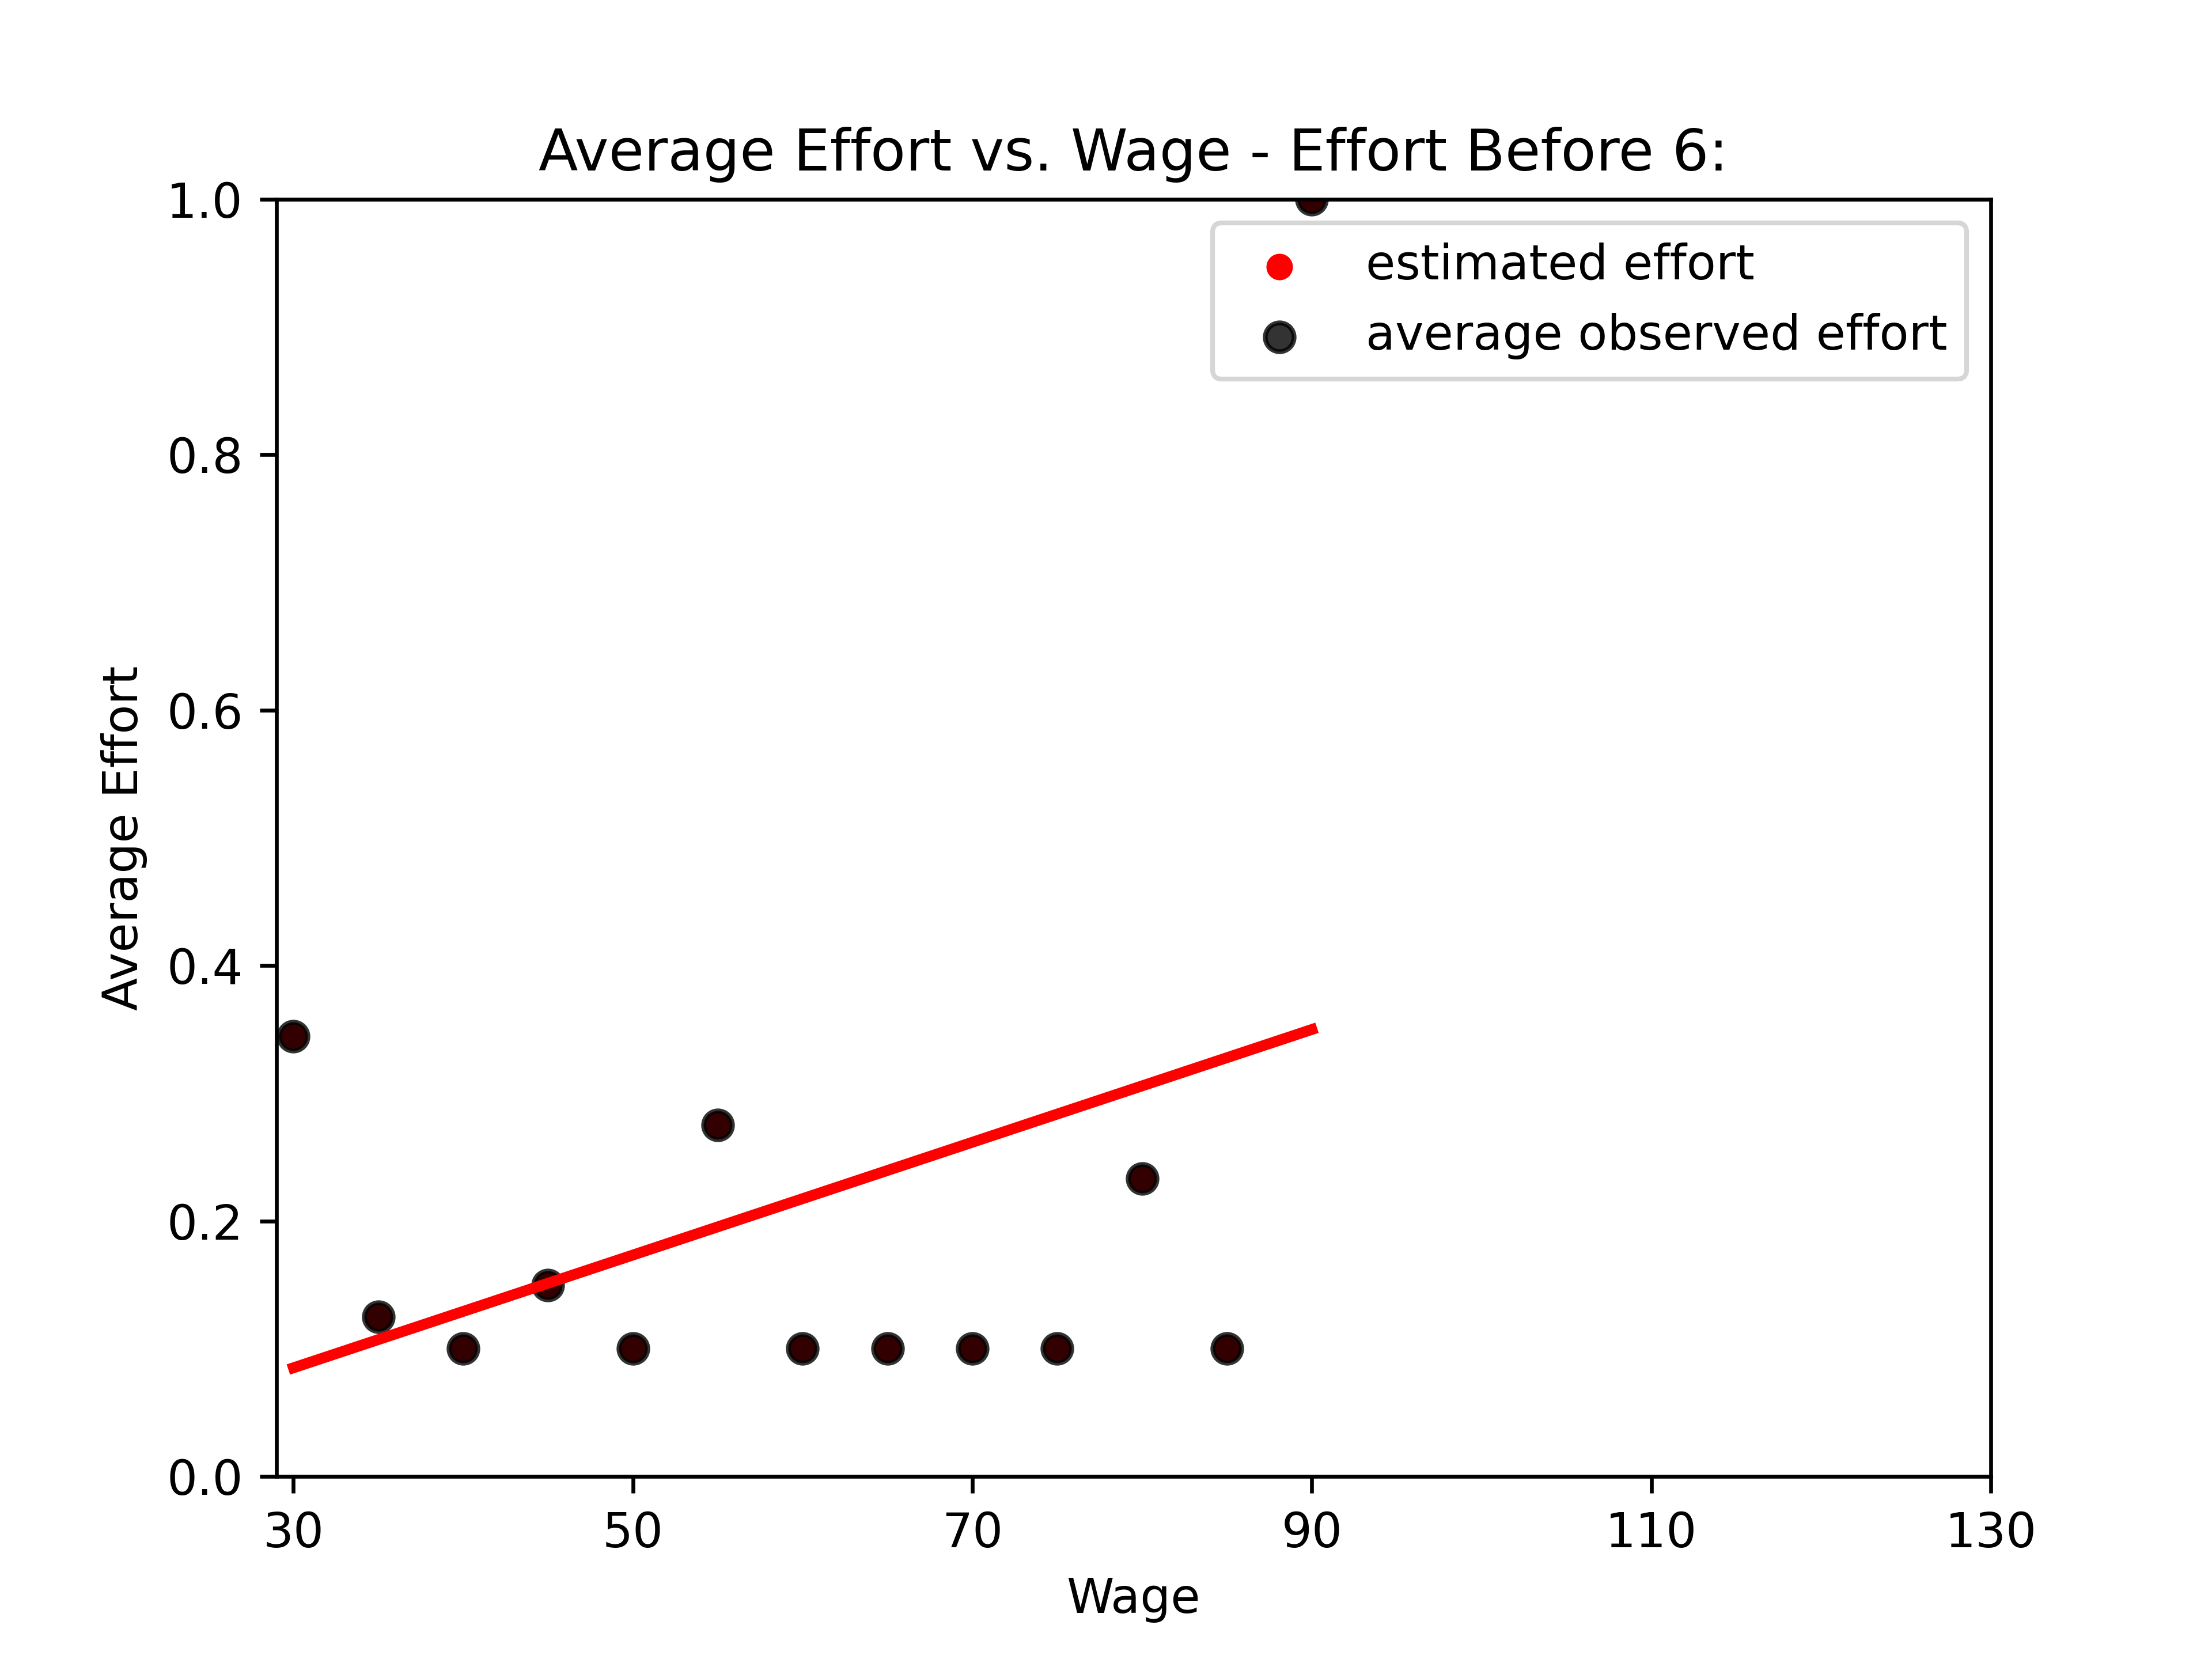 Average Effort vs. Wage - Effort Before 6:
estimated effort
average observed effort
1.0
0.8
0.6
0.4
0.2
0.0
Average Effort
30 50 70 90 110 130
Wage